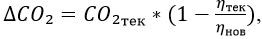 ΔCO₂ = CO₂тек * (1 − ηтек/ηнов),